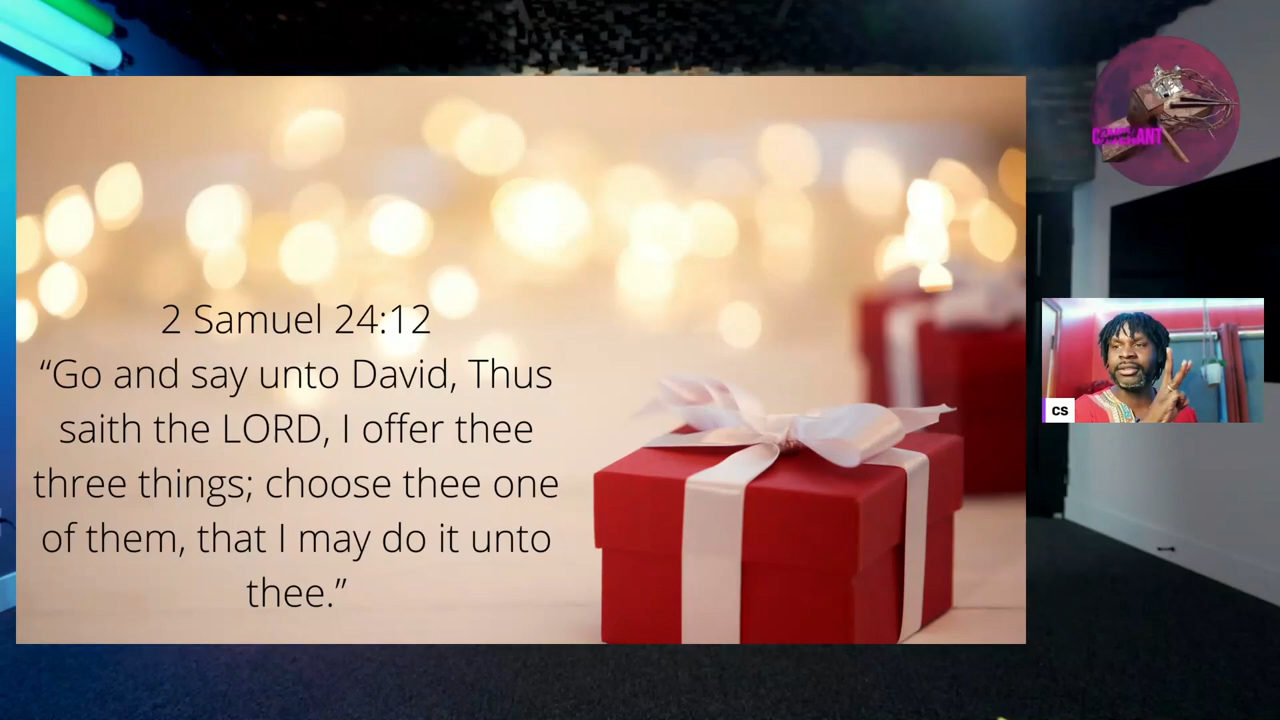 2 Samuel 24:12
“Go and say unto David, Thus
saith the LORD, I offer thee
three things; choose thee one
of them, that I may do it unto
thee.”
CS